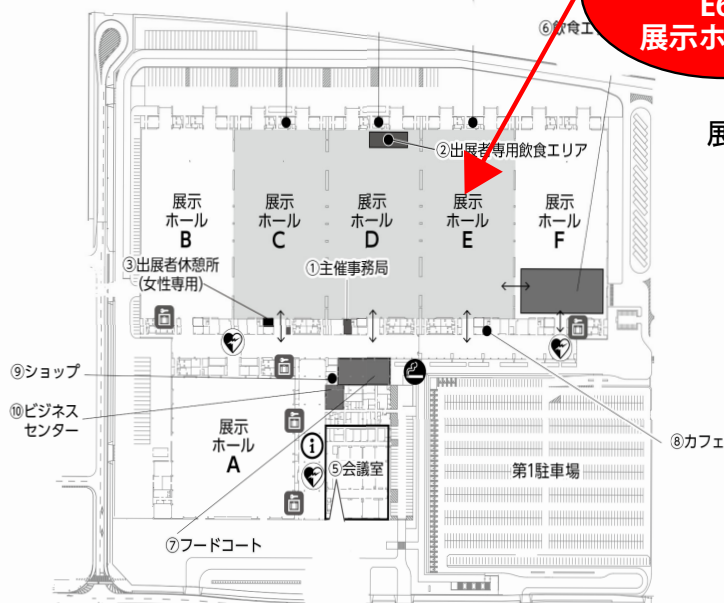 E6
展示ホ
⑥飲食エ
展
②出展者専用飲食エリア
展示
ホール
B
展示
ホール
C
展示
ホール
D
展示
ホール
E
展示
ホール
F
③出展者休憩所
(女性専用)
①主催事務局
⑨ショップ
⑩ビジネス
センター
展示
ホール
A
i
⑤会議室
第1駐車場
⑧カフェ
⑦フードコート